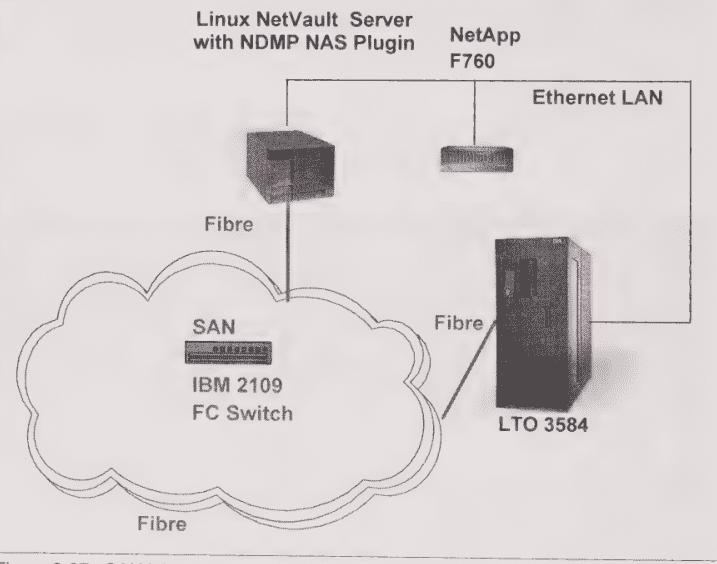 Linux NetVault Server
with NDMP NAS Plugin
NetApp
F760
Ethernet LAN
Fibre
SAN
Fibre
IBM 2109
FC Switch
LTO 3584
Fibre